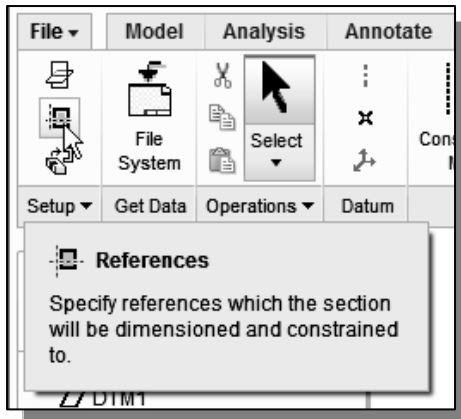 File Model Analysis Annotate
File
System
Select
Setup Get Data Operations Datum
References
Specify references which the section
will be dimensioned and constrained
to.
DTM1